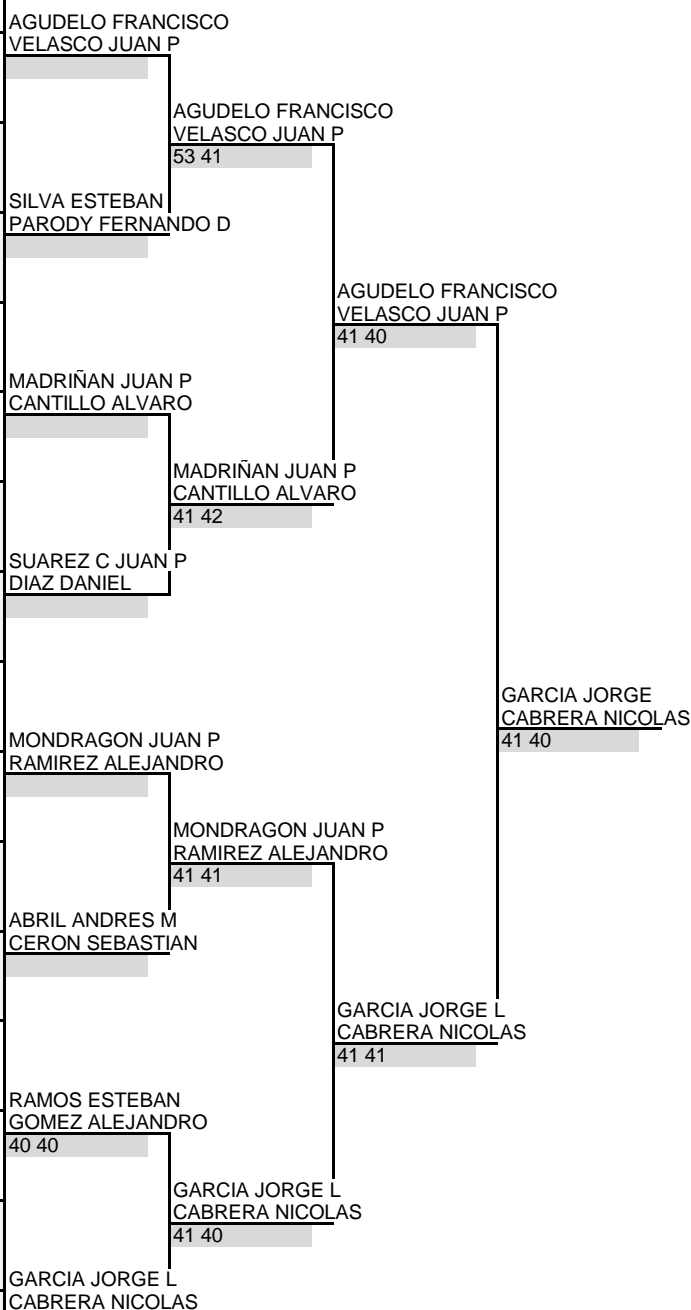 AGUDELO FRANCISCO
VELASCO JUAN P
AGUDELO FRANCISCO
VELASCO JUAN P
53 41
SILVA ESTEBAN
PARODY FERNANDO D
AGUDELO FRANCISCO
VELASCO JUAN P
41 40
MADRIÑAN JUAN P
CANTILLO ALVARO
MADRIÑAN JUAN P
CANTILLO ALVARO
41 42
SUAREZ C JUAN P
DIAZ DANIEL
GARCIA JORGE
CABRERA NICOLAS
41 40
MONDRAGON JUAN P
RAMIREZ ALEJANDRO
MONDRAGON JUAN P
RAMIREZ ALEJANDRO
41 41
ABRIL ANDRES M
CERON SEBASTIAN
GARCIA JORGE L
CABRERA NICOLAS
41 41
RAMOS ESTEBAN
GOMEZ ALEJANDRO
40 40
GARCIA JORGE L
CABRERA NICOLAS
41 40
GARCIA JORGE L
CABRERA NICOLAS